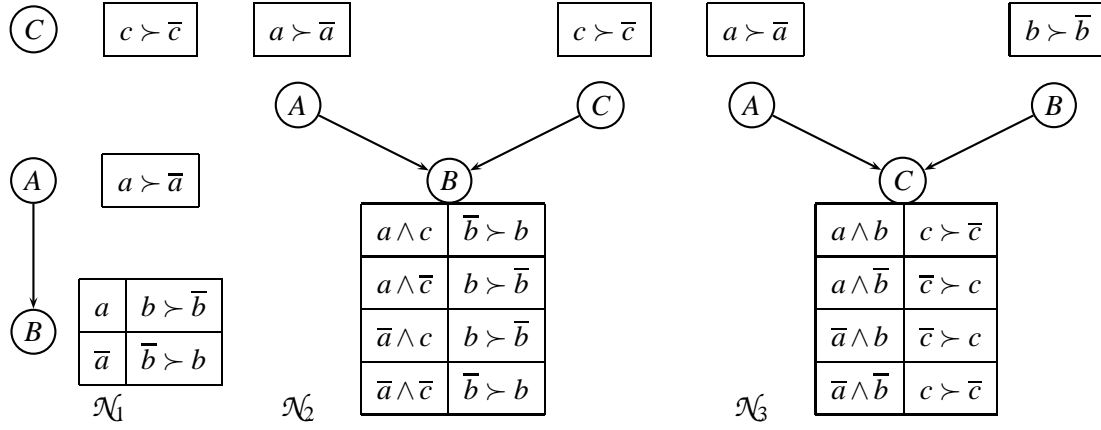 C c ≻ c̅ a ≻ a̅ c ≻ c̅ a ≻ a̅ b ≻ b̅
A C A B
A a ≻ a̅ B C
a ∧ c b̅ ≻ b a ∧ b c ≻ c̅
a b ≻ b̅ a ∧ c̅ b ≻ b̅ a ∧ b̅ c̅ ≻ c
B
a̅ b̅ ≻ b a̅ ∧ c b ≻ b̅ a̅ ∧ b c̅ ≻ c
a̅ ∧ c̅ b̅ ≻ b a̅ ∧ b̅ c ≻ c̅
𝒩₁ 𝒩₂ 𝒩₃